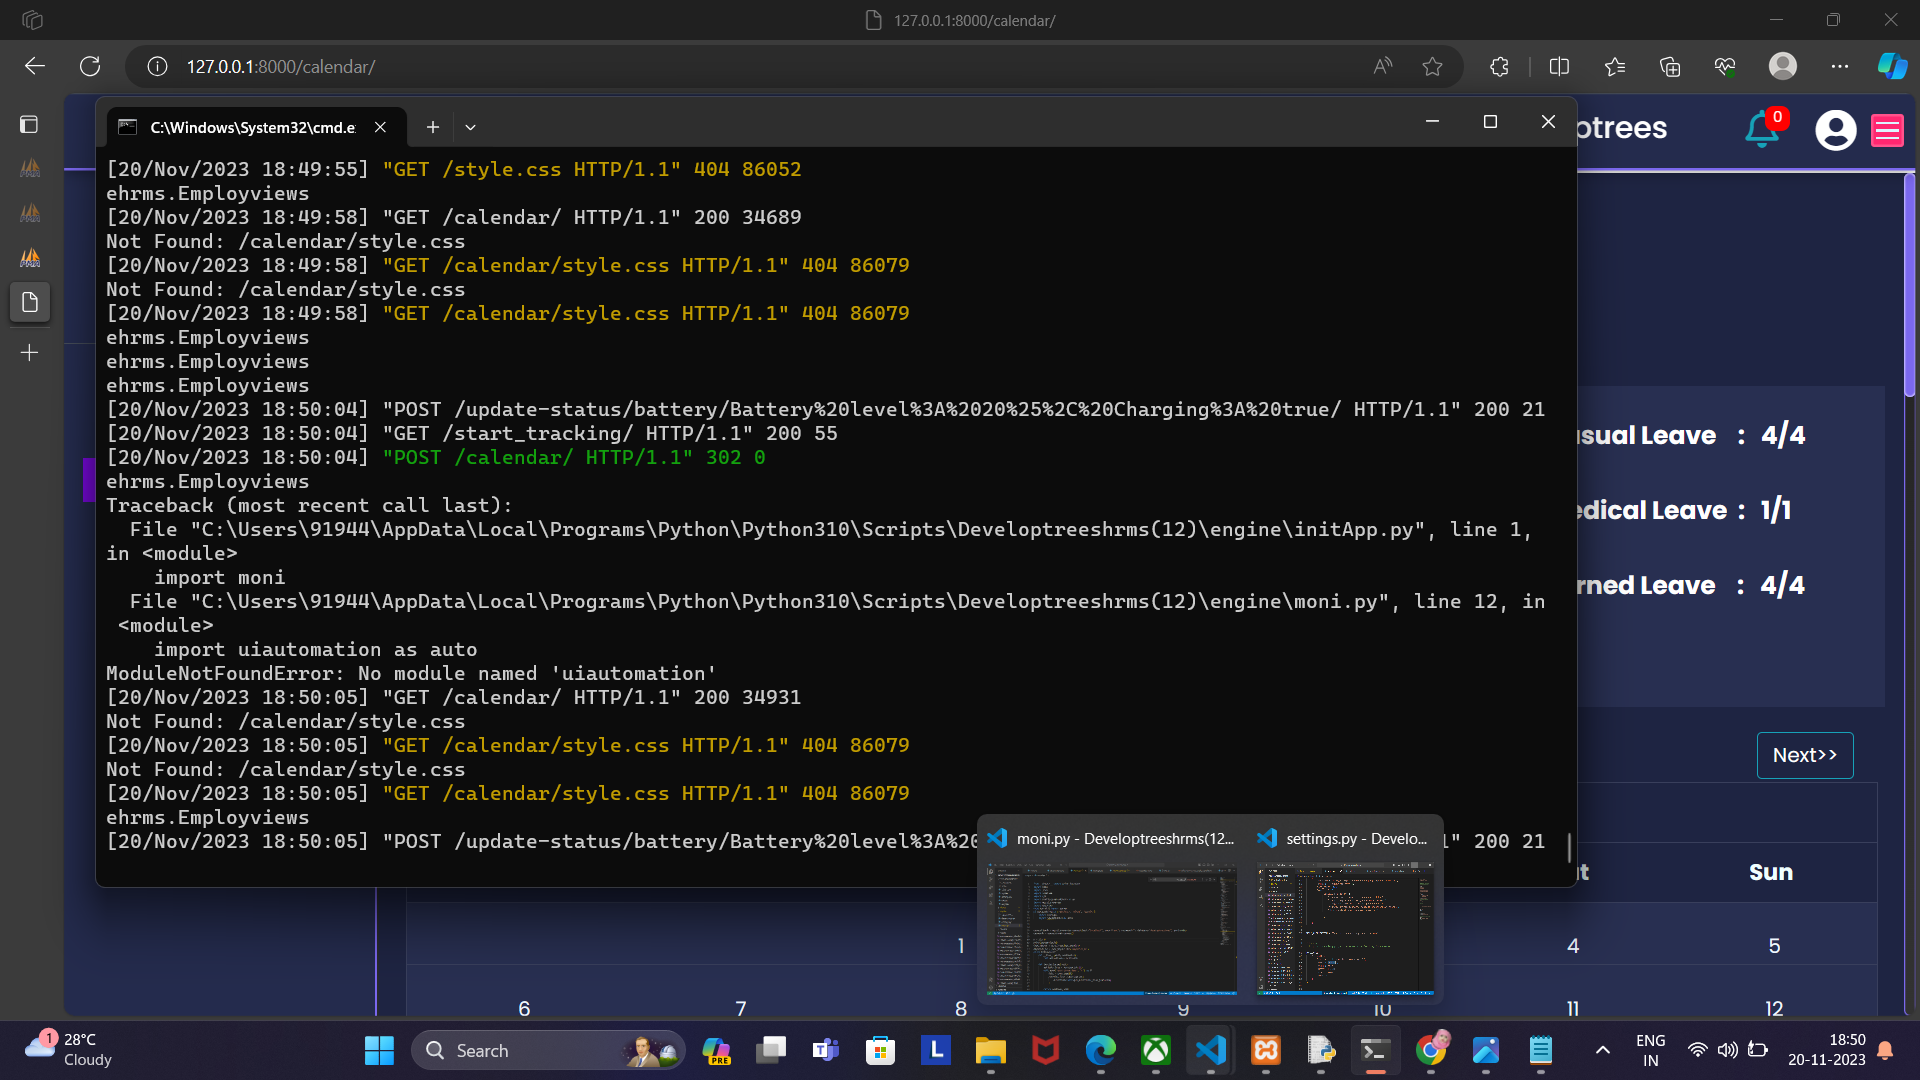 127.0.0.1:8000/calendar/
127.0.0.1:8000/calendar/
C:\Windows\System32\cmd.e
ptrees
0
[20/Nov/2023 18:49:55] "GET /style.css HTTP/1.1" 404 86052
ehrms.Employviews
[20/Nov/2023 18:49:58] "GET /calendar/ HTTP/1.1" 200 34689
Not Found: /calendar/style.css
[20/Nov/2023 18:49:58] "GET /calendar/style.css HTTP/1.1" 404 86079
Not Found: /calendar/style.css
[20/Nov/2023 18:49:58] "GET /calendar/style.css HTTP/1.1" 404 86079
ehrms.Employviews
ehrms.Employviews
ehrms.Employviews
[20/Nov/2023 18:50:04] "POST /update-status/battery/Battery%20level%3A%2020%25%2C%20Charging%3A%20true/ HTTP/1.1" 200 21
[20/Nov/2023 18:50:04] "GET /start_tracking/ HTTP/1.1" 200 55
[20/Nov/2023 18:50:04] "POST /calendar/ HTTP/1.1" 302 0
ehrms.Employviews
Traceback (most recent call last):
File "C:\Users\91944\AppData\Local\Programs\Python\Python310\Scripts\Developtreeshrms(12)\engine\initApp.py", line 1,
in <module>
import moni
File "C:\Users\91944\AppData\Local\Programs\Python\Python310\Scripts\Developtreeshrms(12)\engine\moni.py", line 12, in
<module>
import uiautomation as auto
ModuleNotFoundError: No module named 'uiautomation'
[20/Nov/2023 18:50:05] "GET /calendar/ HTTP/1.1" 200 34931
Not Found: /calendar/style.css
[20/Nov/2023 18:50:05] "GET /calendar/style.css HTTP/1.1" 404 86079
Not Found: /calendar/style.css
[20/Nov/2023 18:50:05] "GET /calendar/style.css HTTP/1.1" 404 86079
ehrms.Employviews
[20/Nov/2023 18:50:05] "POST /update-status/battery/Battery%20level%3A%20 1" 200 21
sual Leave : 4/4
edical Leave : 1/1
rned Leave : 4/4
Next>>
moni.py - Developtreeshrms(12...
settings.py - Develo...
t Sun
1 4 5
6 7 8 9 10 11 12
1
28°C
Cloudy
Search
PRE
L
ENG
IN
18:50
20-11-2023